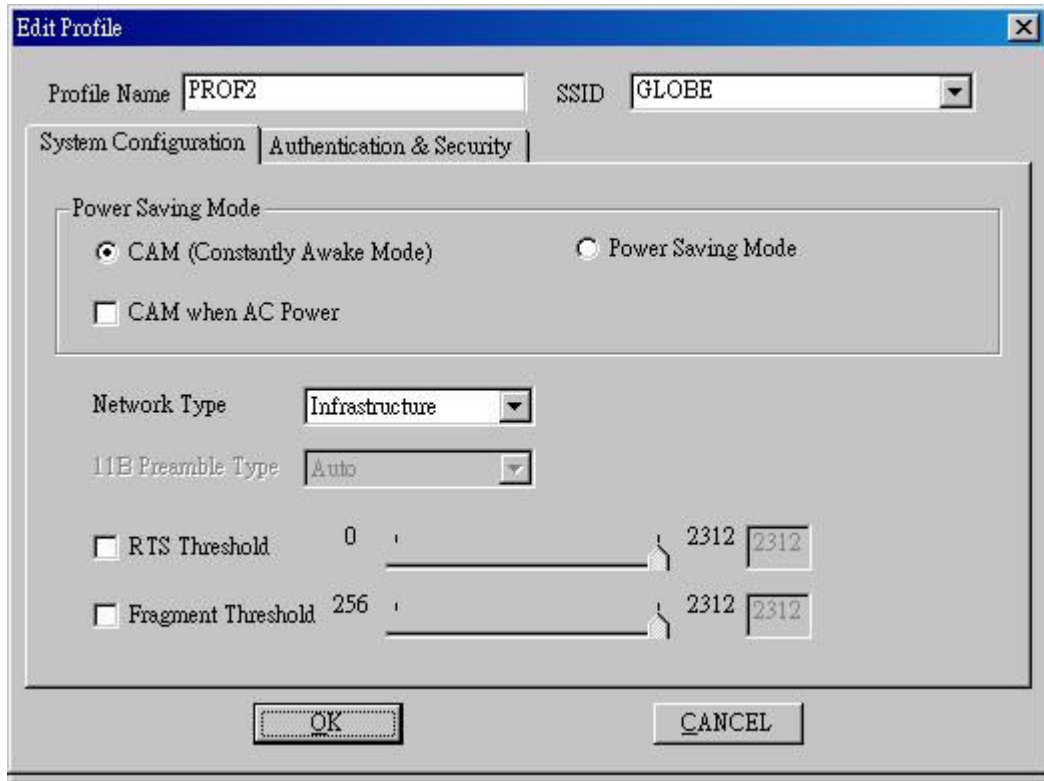 Edit Profile
Profile Name PROF2 SSID GLOBE
System Configuration Authentication & Security
Power Saving Mode
CAM (Constantly Awake Mode) Power Saving Mode
CAM when AC Power
Network Type Infrastructure
11B Preamble Type Auto
RTS Threshold 0 2312 2312
Fragment Threshold 256 2312 2312
OK CANCEL